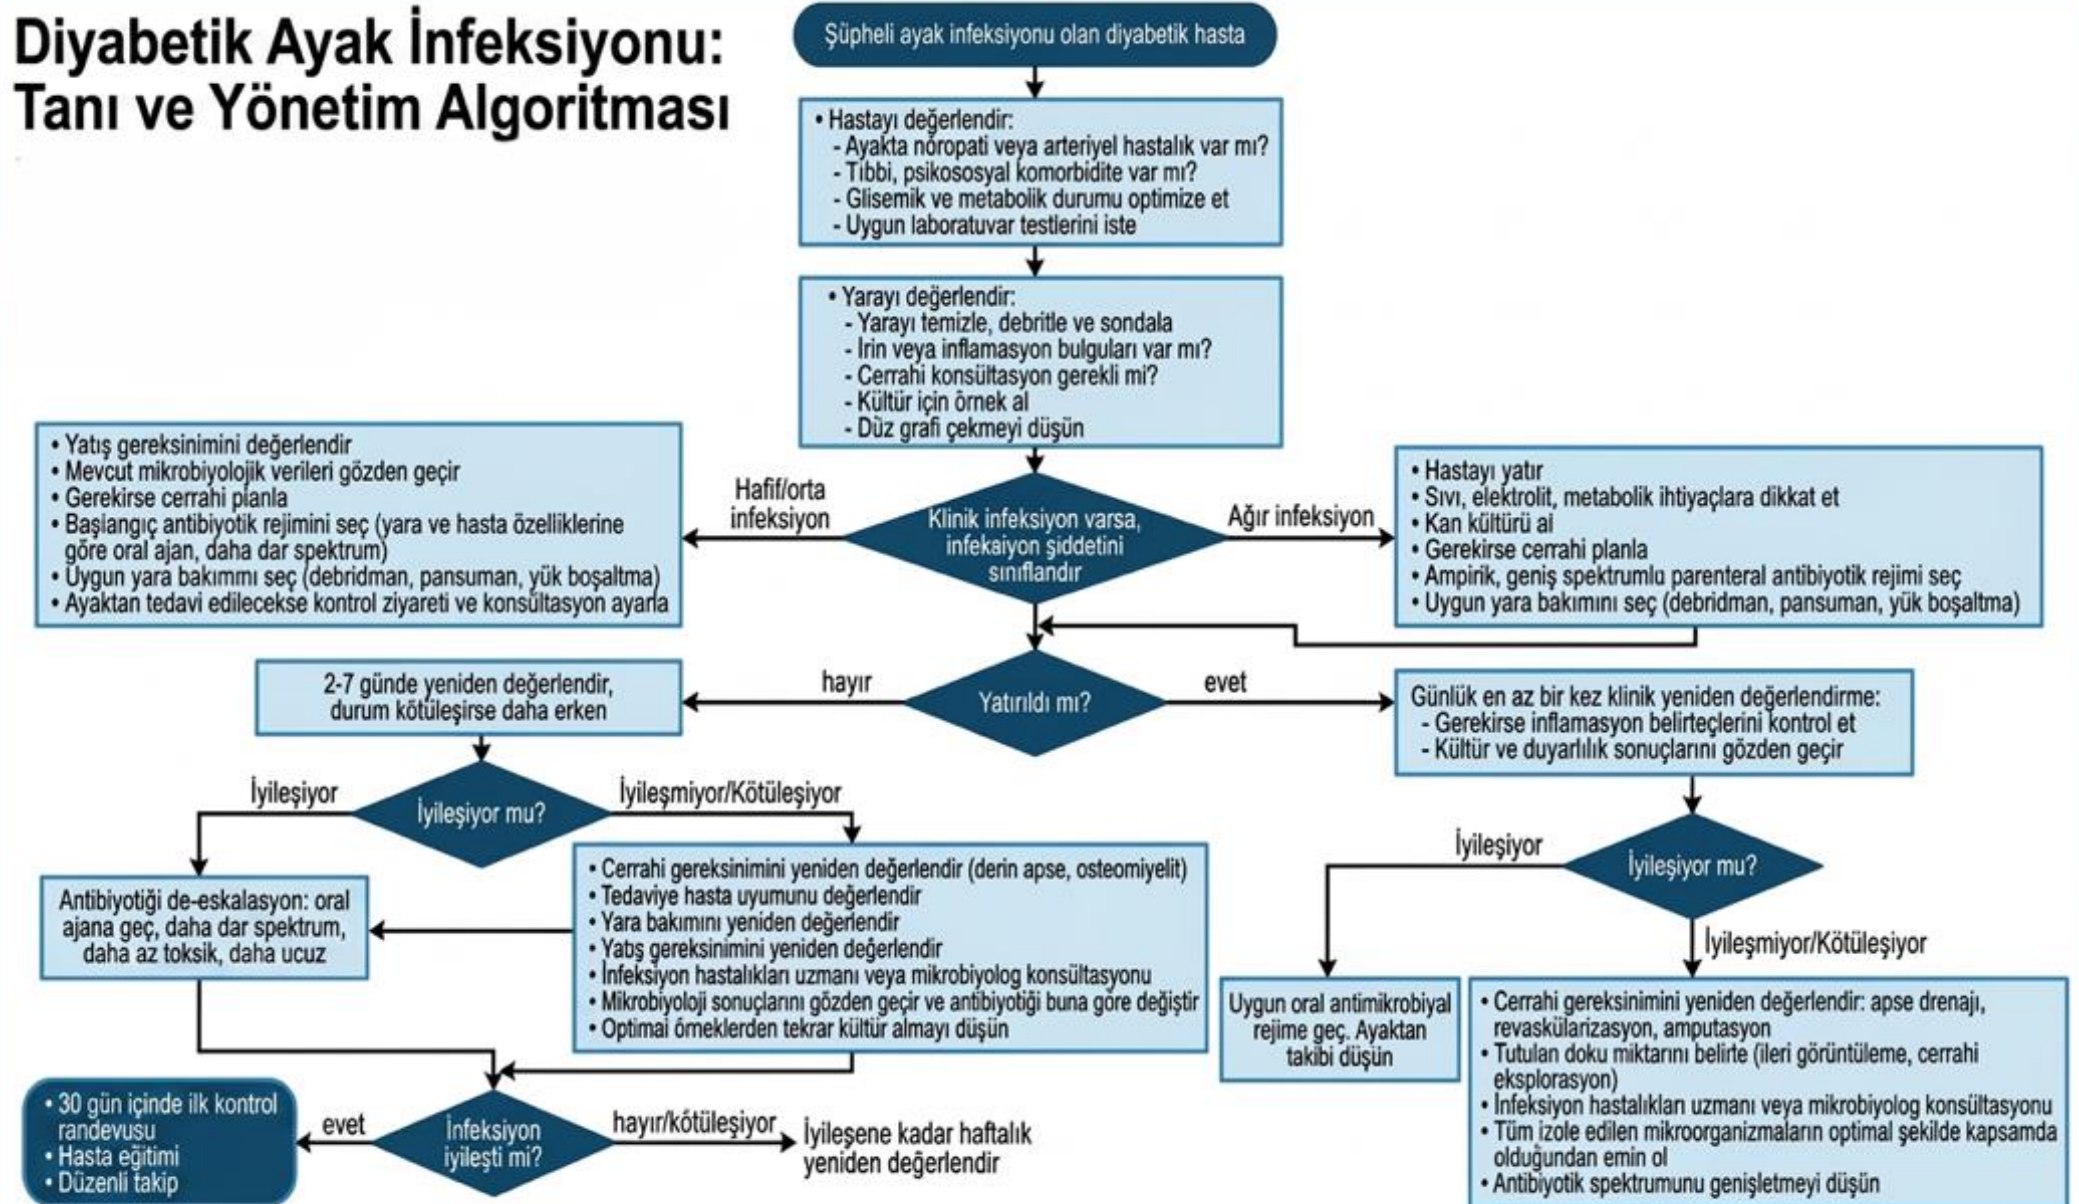 Diyabetik Ayak İnfeksiyonu:
Tanı ve Yönetim Algoritması
Şüpheli ayak infeksiyonu olan diyabetik hasta
• Hastayı değerlendir:
- Ayakta nóropati veya arteriyel hastalık var mı?
- Tıbbi, psikososyal komorbidite var mı?
- Glisemik ve metabolik durumu optimize et
- Uygun laboratuvar testlerini iste
• Yarayı değerlendir:
- Yarayı temizle, debritle ve sondala
- İrin veya inflamasyon bulguları var mı?
- Cerrahi konsültasyon gerekli mi?
- Kültür için örnek al
- Düz grafi çekmeyi düşün
Klinik infeksiyon varsa,
infeksiyon şiddetini
sınıflandır
Hafif/orta
infeksiyon
• Yatış gereksinimini değerlendir
• Mevcut mikrobiyolojik verileri gözden geçir
• Gerekirse cerrahi planla
• Başlangıç antibiyotik rejimini seç (yara ve hasta özelliklerine
göre oral ajan, daha dar spektrum)
• Uygun yara bakımmı seç (debridman, pansuman, yük boşaltma)
• Ayaktan tedavi edilecekse kontrol ziyareti ve konsültasyon ayarla
Ağır infeksiyon
• Hastayı yatır
• Sıvı, elektrolit, metabolik ihtiyaçlara dikkat et
• Kan kültürü al
• Gerekirse cerrahi planla
• Ampirik, geniş spektrumlu parenteral antibiyotik rejimi seç
• Uygun yara bakımını seç (debridman, pansuman, yük boşaltma)
Yatırıldı mı?
hayır
2-7 günde yeniden değerlendir,
durum kötüleşirse daha erken
evet
Günlük en az bir kez klinik yeniden değerlendirme:
- Gerekirse inflamasyon belirteçlerini kontrol et
- Kültür ve duyarlılık sonuçlarını gözden geçir
İyileşiyor mu?
İyileşiyor
Antibiyotiği de-eskalasyon: oral
ajana geç, daha dar spektrum,
daha az toksik, daha ucuz
İyileşmiyor/Kötüleşiyor
• Cerrahi gereksinimini yeniden değerlendir (derin apse, osteomiyelit)
• Tedaviye hasta uyumunu değerlendir
• Yara bakımını yeniden değerlendir
• Yatış gereksinimini yeniden değerlendir
• İnfeksiyon hastalıkları uzmanı veya mikrobiyolog konsültasyonu
• Mikrobiyoloji sonuçlarını gözden geçir ve antibiyotiği buna göre değiştir
• Optimai örneklerden tekrar kültür almayı düşün
İyileşiyor mu?
İyileşiyor
Uygun oral antimikrobiyal
rejime geç. Ayaktan
takibi düşün
İyileşmiyor/Kötüleşiyor
• Cerrahi gereksinimini yeniden değerlendir: apse drenajı,
revaskülarizasyon, amputasyon
• Tutulan doku miktarını belirte (ileri görüntüleme, cerrahi
eksplorasyon)
• İnfeksiyon hastalıkları uzmanı veya mikrobiyolog konsültasyonu
• Tüm izole edilen mikroorganizmaların optimal şekilde kapsamda
olduğundan emin ol
• Antibiyotik spektrumunu genişletmeyi düşün
İnfeksiyon
iyileşti mi?
evet
• 30 gün içinde ilk kontrol
randevusu
• Hasta eğitimi
• Düzenli takip
hayır/kötüleşiyor
İyileşene kadar haftalık
yeniden değerlendir